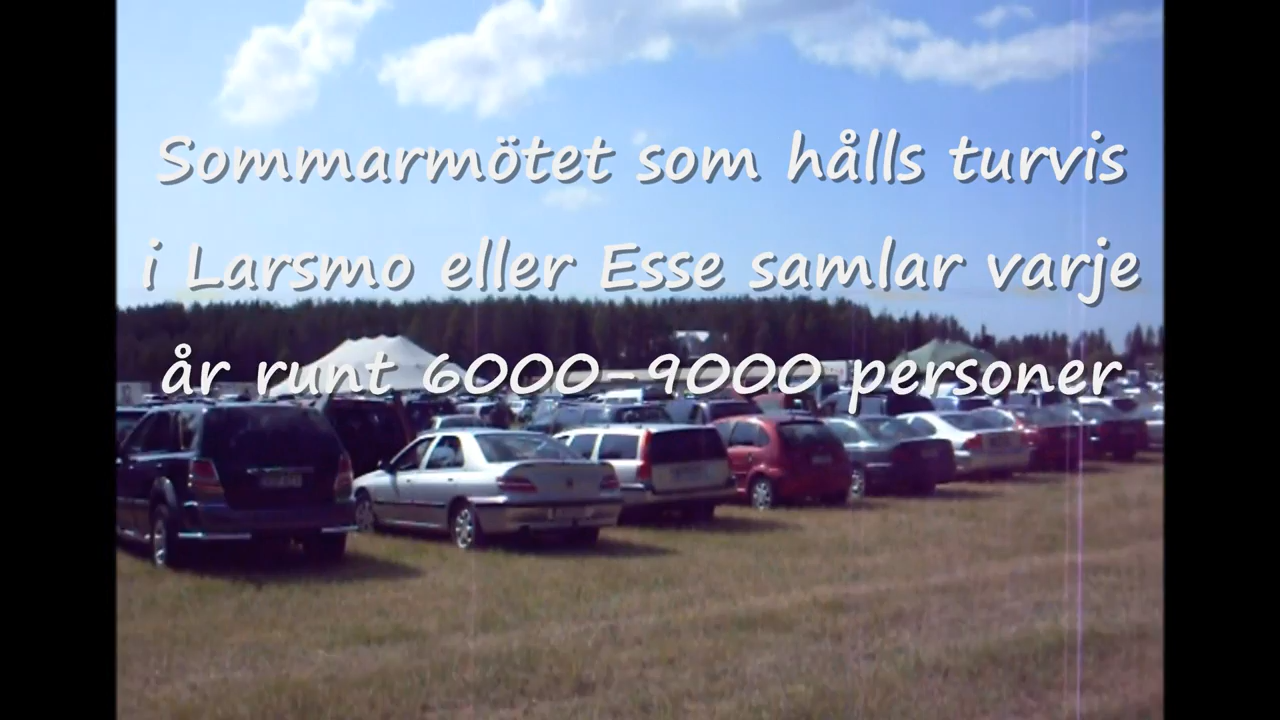 Sommarmötet som hålls turvis
i Larsmo eller Esse samlar varje
år runt 6000-9000 personer